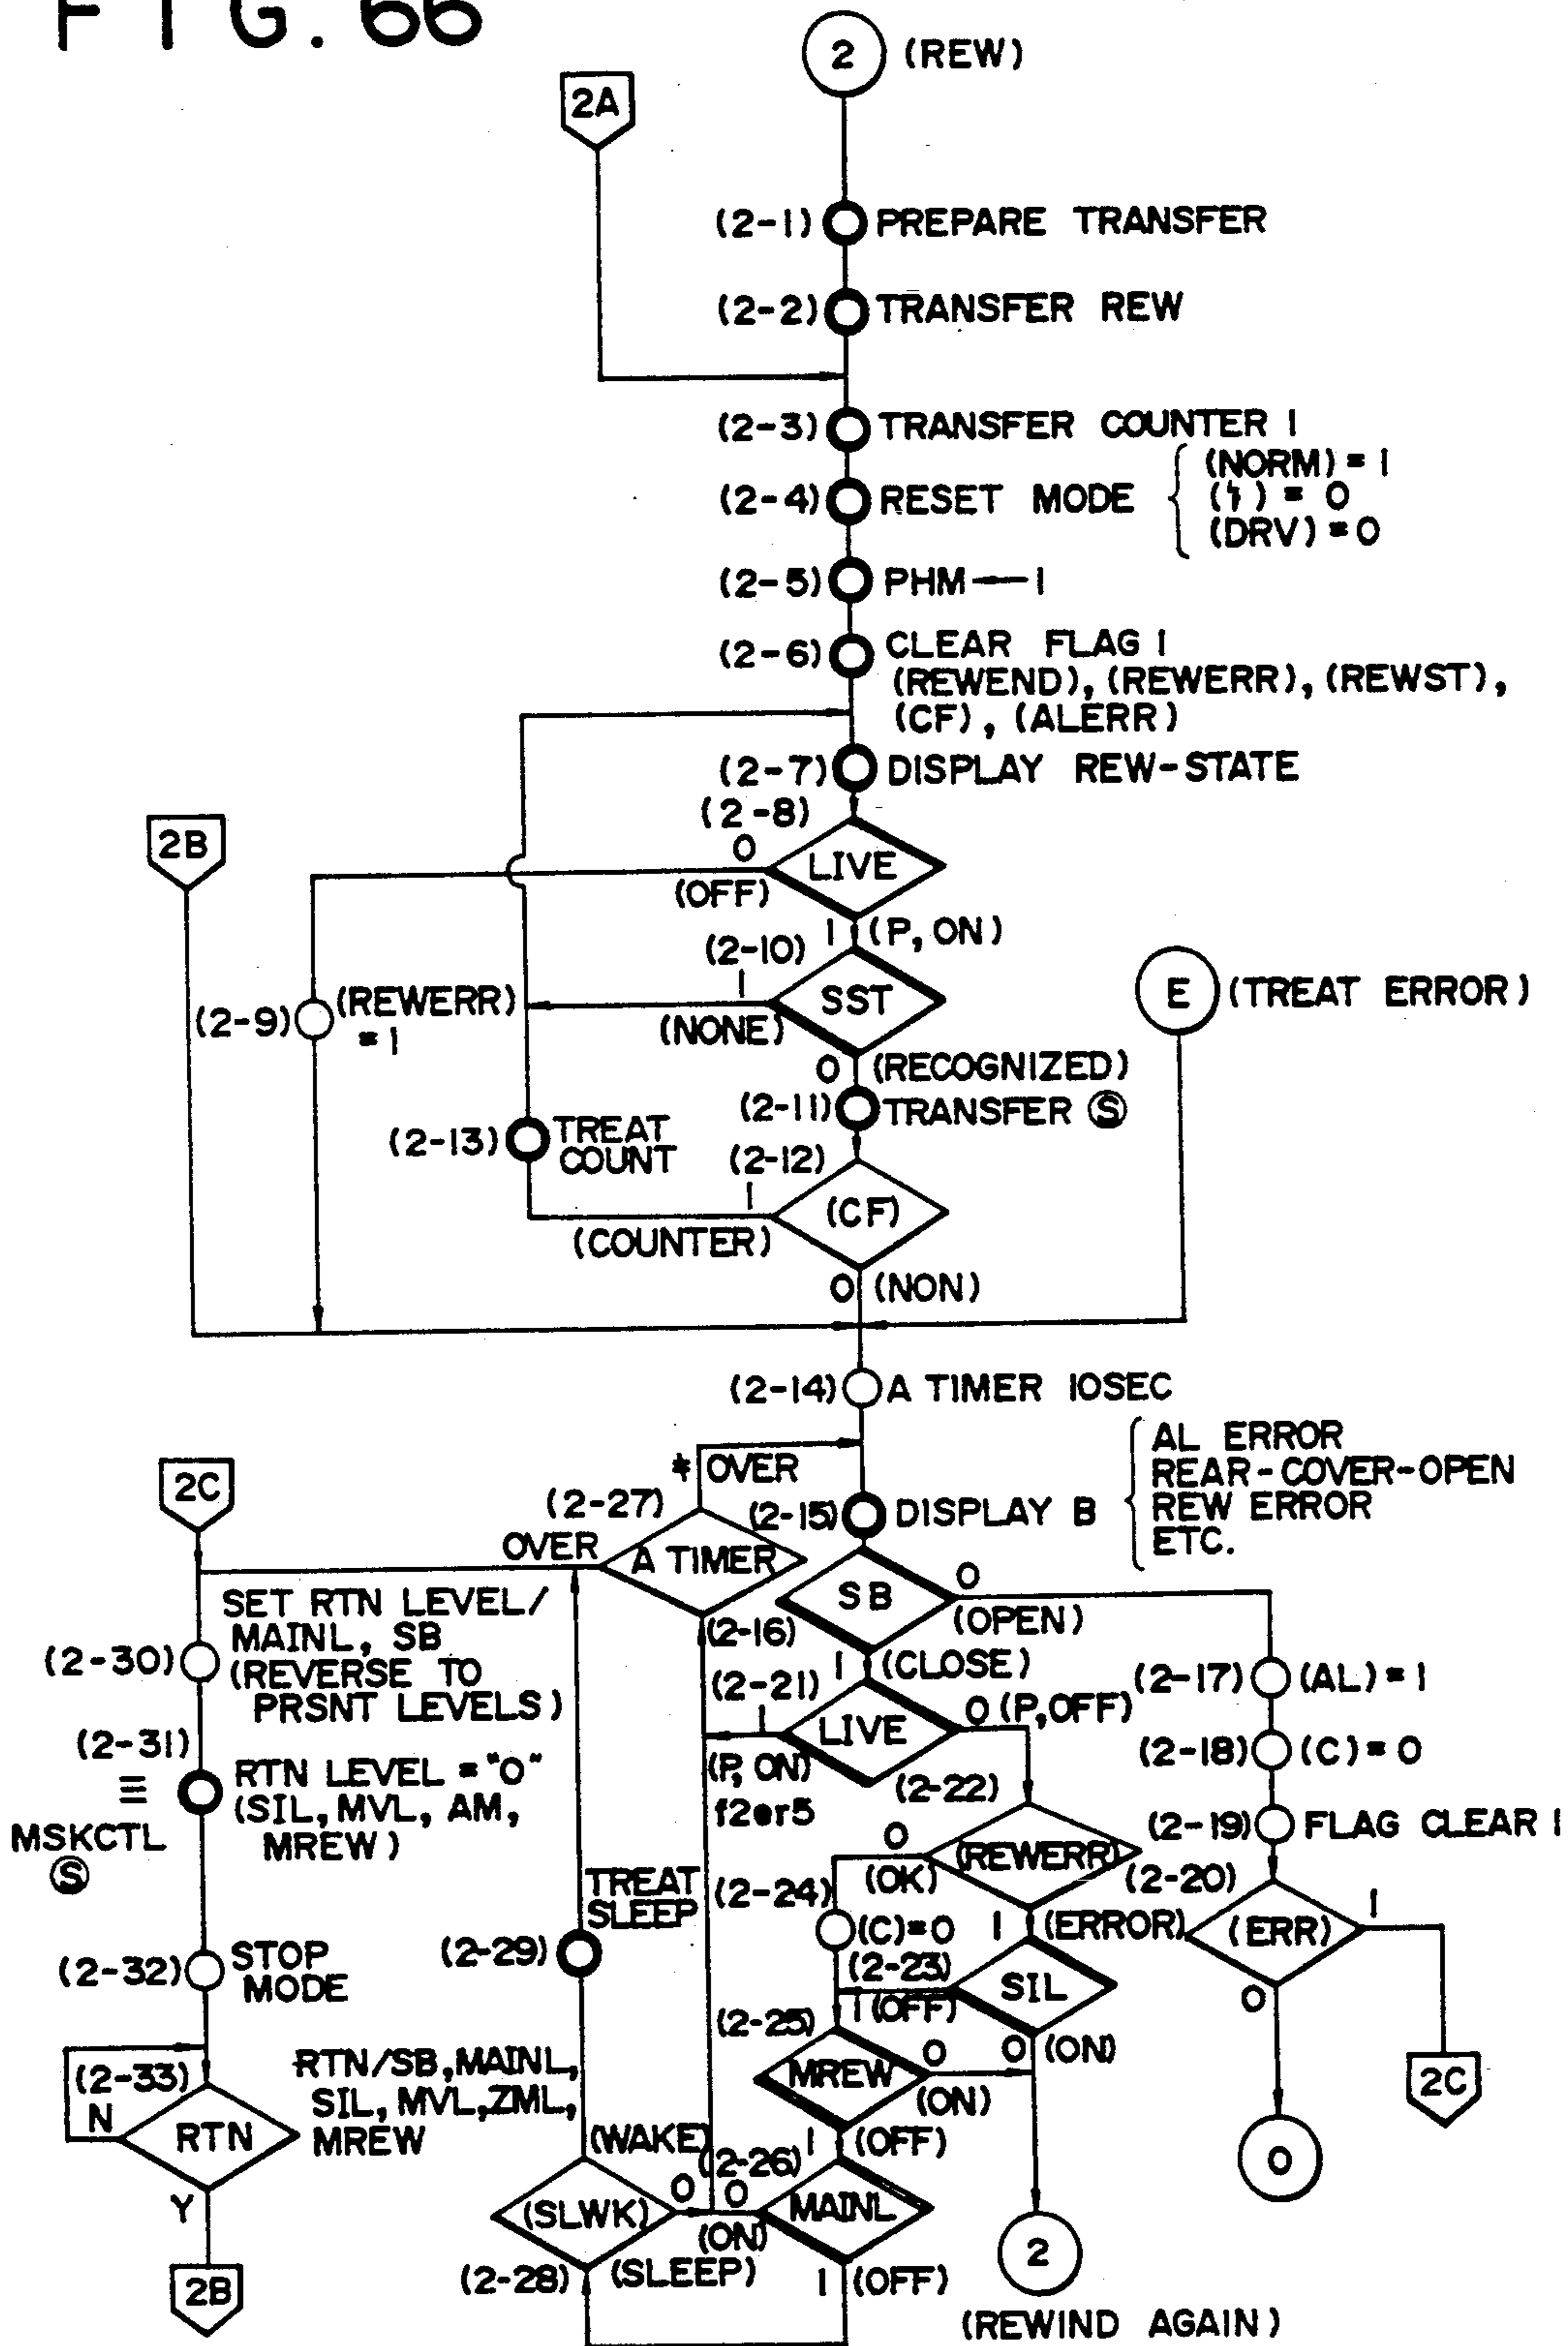 FIG. 66
2 (REW)
2A
(2-1) PREPARE TRANSFER
(2-2) TRANSFER REW
(2-3) TRANSFER COUNTER 1
(2-4) RESET MODE
(NORM) = 1
(ϟ) = 0
(DRV) = 0
(2-5) PHM ← 1
(2-6) CLEAR FLAG 1
(REWEND), (REWERR), (REWST),
(CF), (ALERR)
(2-7) DISPLAY REW-STATE
(2-8)
2B
0
LIVE
(OFF)
1 (P, ON)
(2-10)
1
SST
E (TREAT ERROR)
(2-9) (REWERR)
= 1
(NONE)
0 (RECOGNIZED)
(2-11) TRANSFER Ⓢ
(2-13) TREAT
COUNT
(2-12)
1
(CF)
(COUNTER)
0 (NON)
(2-14) A TIMER 10SEC
AL ERROR
REAR-COVER-OPEN
REW ERROR
ETC.
* OVER
2C
(2-27)
(2-15) DISPLAY B
OVER
A TIMER
SB
0
(OPEN)
SET RTN LEVEL/
MAINL, SB
(2-30) (REVERSE TO
PRSNT LEVELS)
(2-16)
1 (CLOSE)
(2-17) (AL) = 1
(2-21)
1
LIVE
0 (P, OFF)
(2-18) (C) = 0
(2-31)
≡
RTN LEVEL = "0"
(SIL, MVL, AM,
MREW)
(P, ON)
f2or5
(2-22)
(2-19) FLAG CLEAR 1
MSKCTL
Ⓢ
0
(REWERR)
(OK)
(2-20)
TREAT
SLEEP
(2-24)
(C)=0
1 (ERROR)
(ERR)
1
(2-29)
(2-32) STOP
MODE
(2-23)
SIL
1 (OFF)
0
(2-25)
0 (ON)
(2-33)
N
RTN
RTN/SB, MAINL,
SIL, MVL, ZML,
MREW
MREW
0
(ON)
2C
(WAKE)
1 (OFF)
(2-26)
0
Y
(SLWK)
0
0
(ON)
MAINL
2
2B
(2-28)
(SLEEP)
1 (OFF)
(REWIND AGAIN)